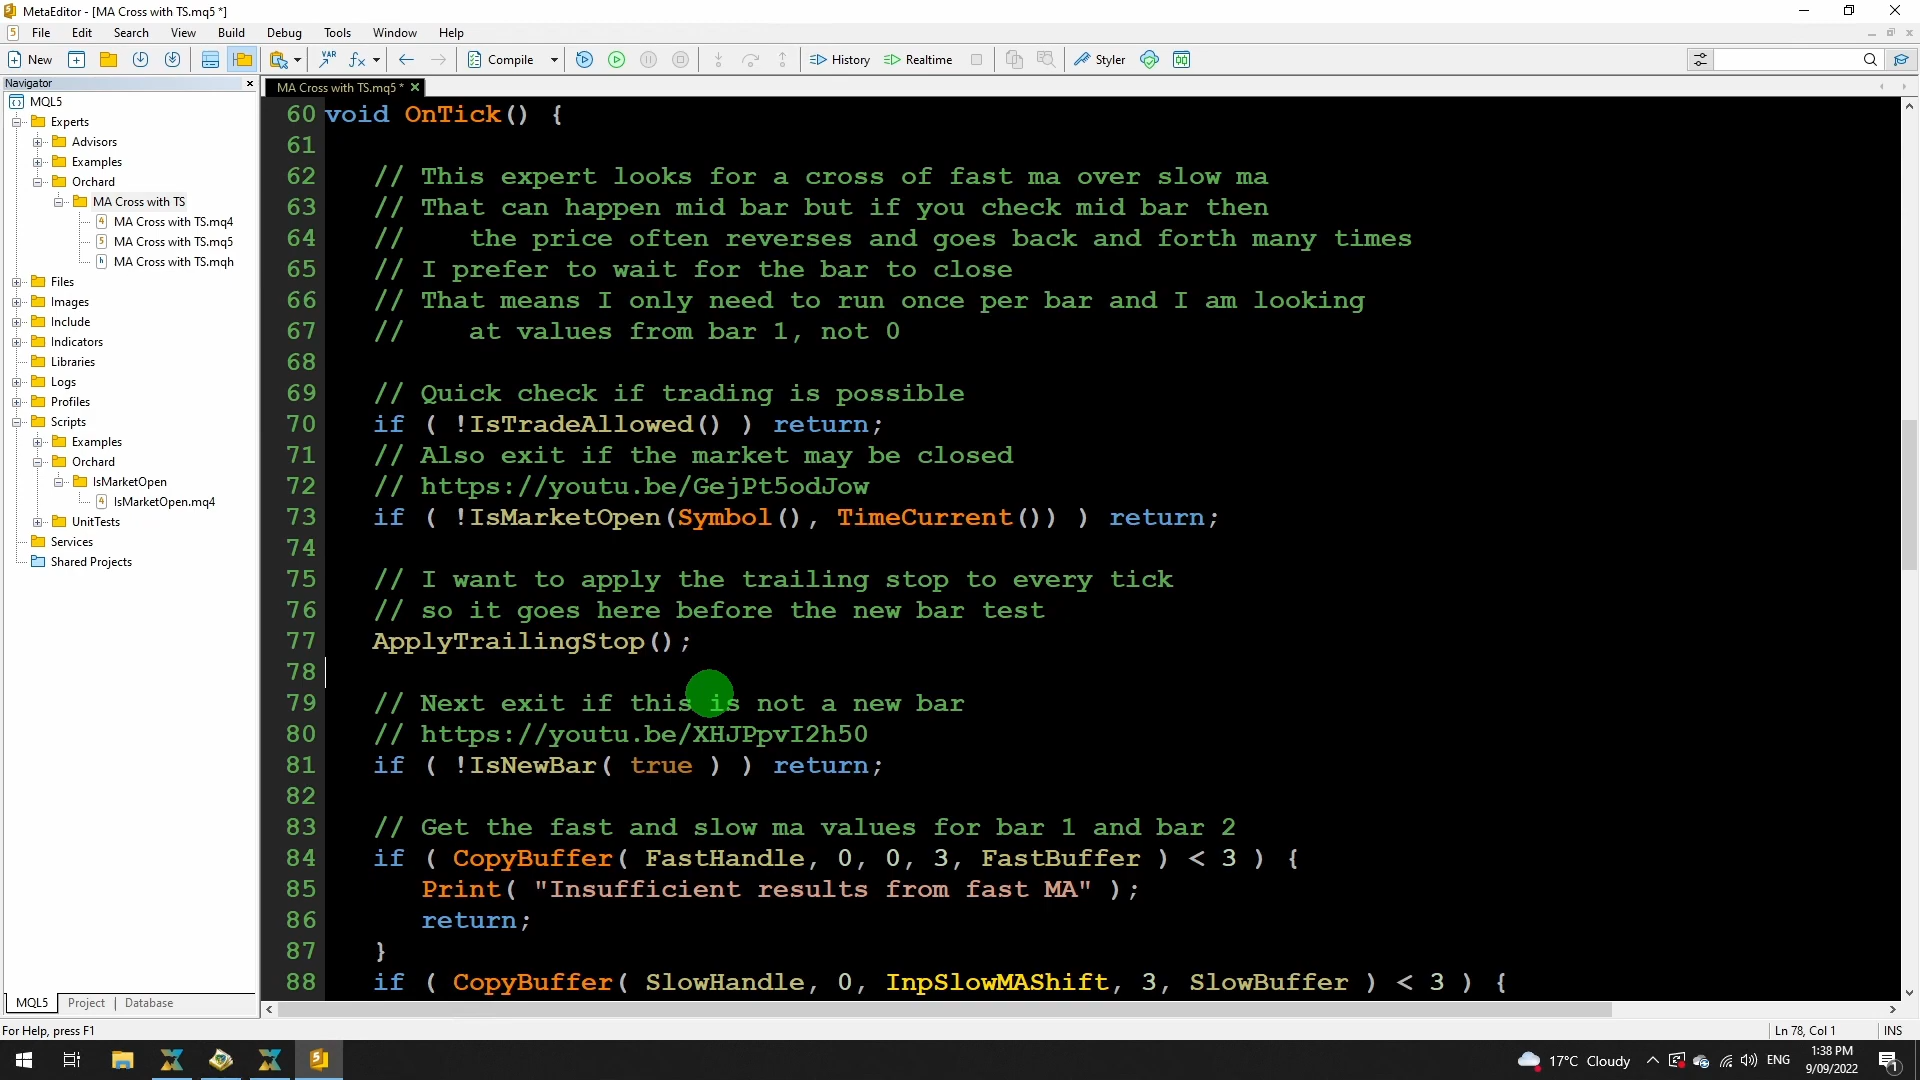 MetaEditor - [MA Cross with TS.mq5 *]
File Edit Search View Build Debug Tools Window Help
New VAR Compile History Realtime Styler
Navigator
MQL5
Experts
Advisors
Examples
Orchard
MA Cross with TS
MA Cross with TS.mq4
MA Cross with TS.mq5
MA Cross with TS.mqh
Files
Images
Include
Indicators
Libraries
Logs
Profiles
Scripts
Examples
Orchard
IsMarketOpen
IsMarketOpen.mq4
UnitTests
Services
Shared Projects
MQL5 Project Database
MA Cross with TS.mq5 *
60 void OnTick() {
61
62 // This expert looks for a cross of fast ma over slow ma
63 // That can happen mid bar but if you check mid bar then
64 // the price often reverses and goes back and forth many times
65 // I prefer to wait for the bar to close
66 // That means I only need to run once per bar and I am looking
67 // at values from bar 1, not 0
68
69 // Quick check if trading is possible
70 if ( !IsTradeAllowed() ) return;
71 // Also exit if the market may be closed
72 // https://youtu.be/GejPt5odJow
73 if ( !IsMarketOpen(Symbol(), TimeCurrent()) ) return;
74
75 // I want to apply the trailing stop to every tick
76 // so it goes here before the new bar test
77 ApplyTrailingStop();
78
79 // Next exit if this is not a new bar
80 // https://youtu.be/XHJPpvI2h50
81 if ( !IsNewBar( true ) ) return;
82
83 // Get the fast and slow ma values for bar 1 and bar 2
84 if ( CopyBuffer( FastHandle, 0, 0, 3, FastBuffer ) < 3 ) {
85 Print( "Insufficient results from fast MA" );
86 return;
87 }
88 if ( CopyBuffer( SlowHandle, 0, InpSlowMAShift, 3, SlowBuffer ) < 3 ) {
For Help, press F1
Ln 78, Col 1 INS
17°C Cloudy ENG
1:38 PM
9/09/2022